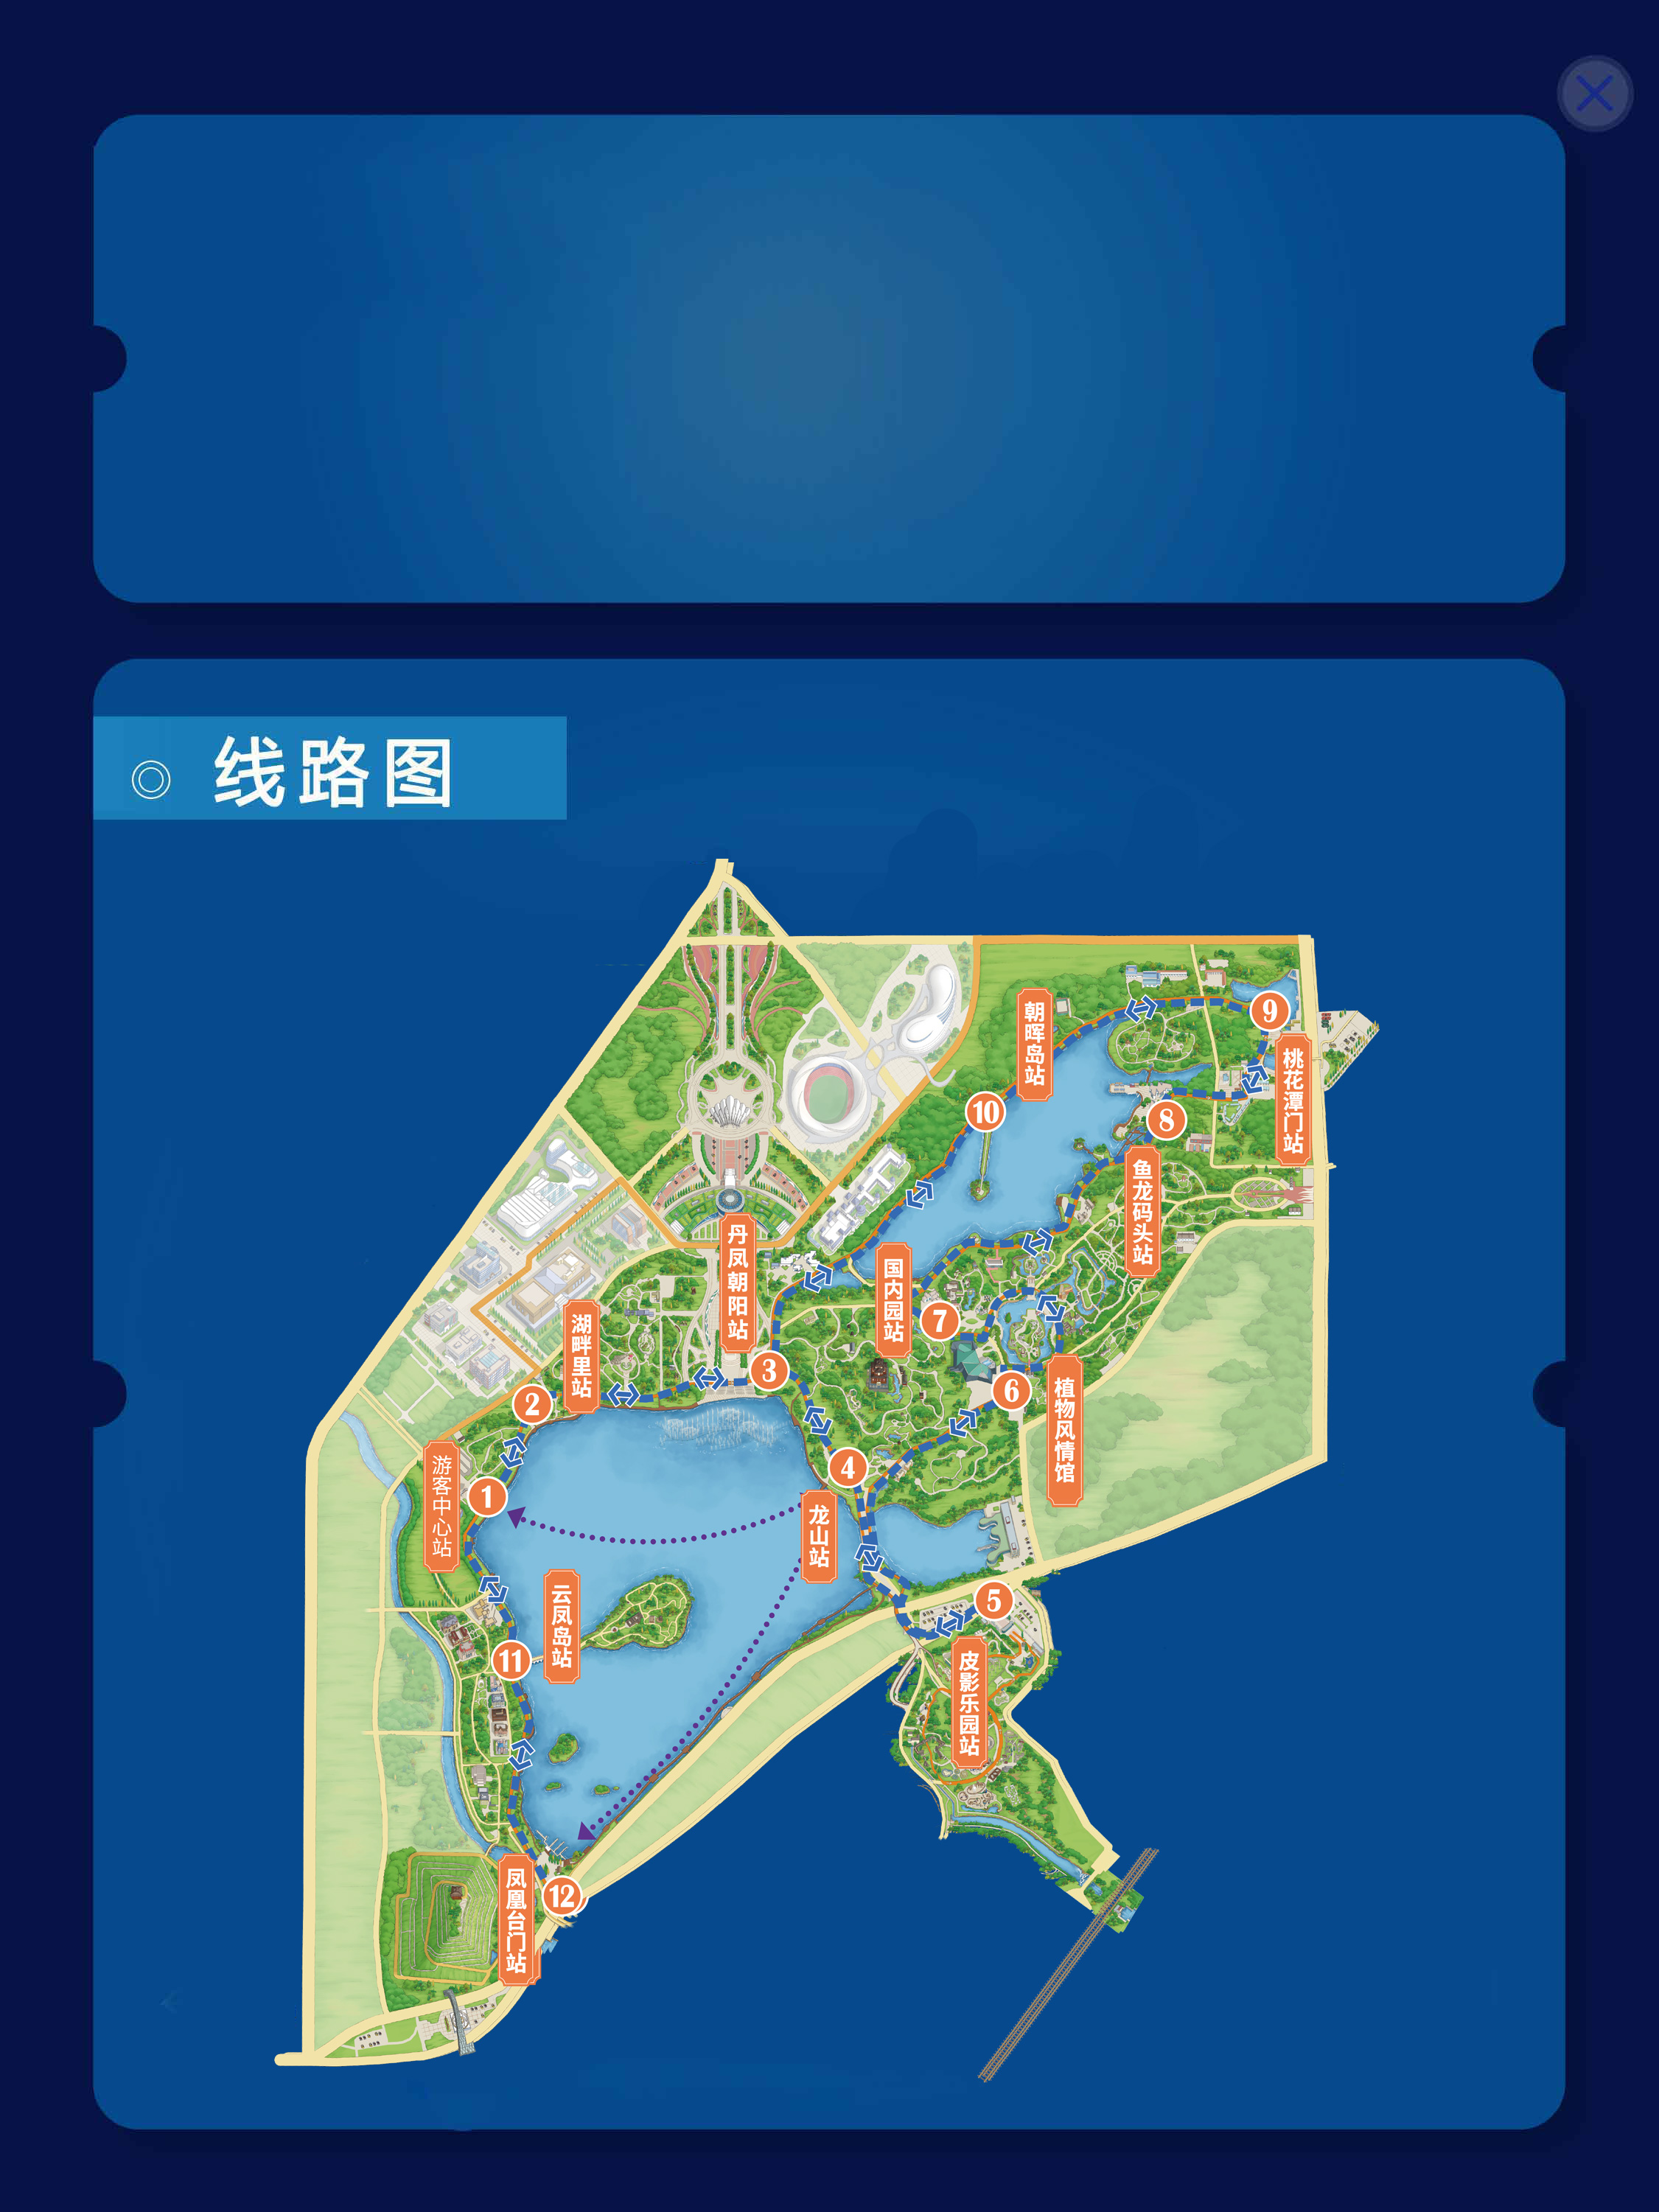 线路图
9
朝晖岛站
桃花潭门站
10
8
鱼龙码头站
丹凤朝阳站
国内园站
7
湖畔里站
3
6
植物风情馆
2
游客中心站
4
1
龙山站
云凤岛站
5
11
皮影乐园站
凤凰台门站
12